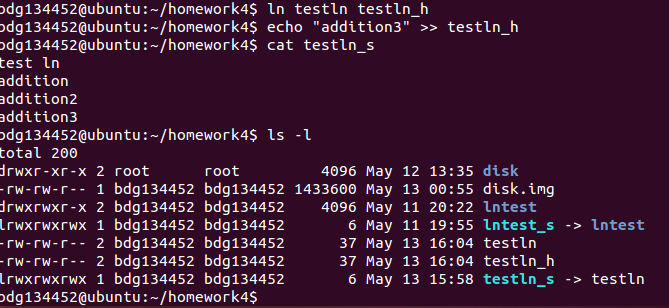 bdg134452@ubuntu:~/homework4$ ln testln testln_h
bdg134452@ubuntu:~/homework4$ echo "addition3" >> testln_h
bdg134452@ubuntu:~/homework4$ cat testln_s
test ln
addition
addition2
addition3
bdg134452@ubuntu:~/homework4$ ls -l
total 200
drwxr-xr-x 2 root      root         4096 May 12 13:35 disk
-rw-rw-r-- 1 bdg134452 bdg134452 1433600 May 13 00:55 disk.img
drwxrwxr-x 2 bdg134452 bdg134452    4096 May 11 20:22 lntest
lrwxrwxrwx 1 bdg134452 bdg134452       6 May 11 19:55 lntest_s -> lntest
-rw-rw-r-- 2 bdg134452 bdg134452      37 May 13 16:04 testln
-rw-rw-r-- 2 bdg134452 bdg134452      37 May 13 16:04 testln_h
lrwxrwxrwx 1 bdg134452 bdg134452       6 May 13 15:58 testln_s -> testln
bdg134452@ubuntu:~/homework4$